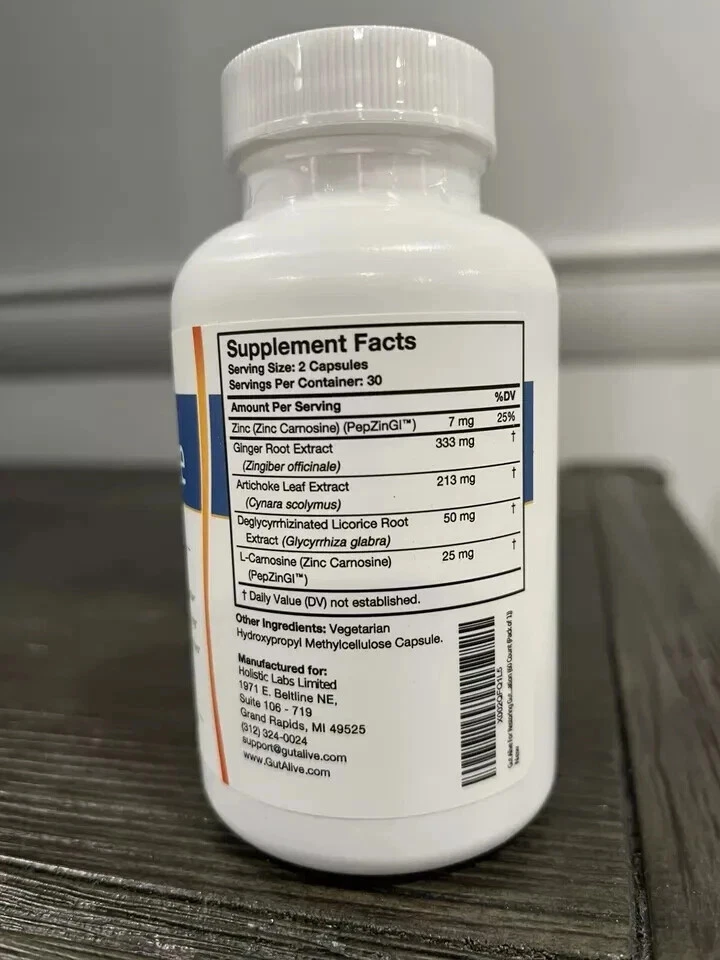 Supplement Facts
Serving Size: 2 Capsules
Servings Per Container: 30
Amount Per Serving %DV
Zinc (Zinc Carnosine) (PepZinGI™) 7 mg 25%
Ginger Root Extract 333 mg †
(Zingiber officinale)
Artichoke Leaf Extract 213 mg †
(Cynara scolymus)
Deglycyrrhizinated Licorice Root 50 mg †
Extract (Glycyrrhiza glabra)
L-Carnosine (Zinc Carnosine) 25 mg †
(PepZinGI™)
† Daily Value (DV) not established.
Other Ingredients: Vegetarian
Hydroxypropyl Methylcellulose Capsule.
Manufactured for:
Holistic Labs Limited
1971 E. Beltline NE,
Suite 106 - 719
Grand Rapids, MI 49525
(312) 324-0024
support@gutalive.com
www.GutAlive.com
e
New